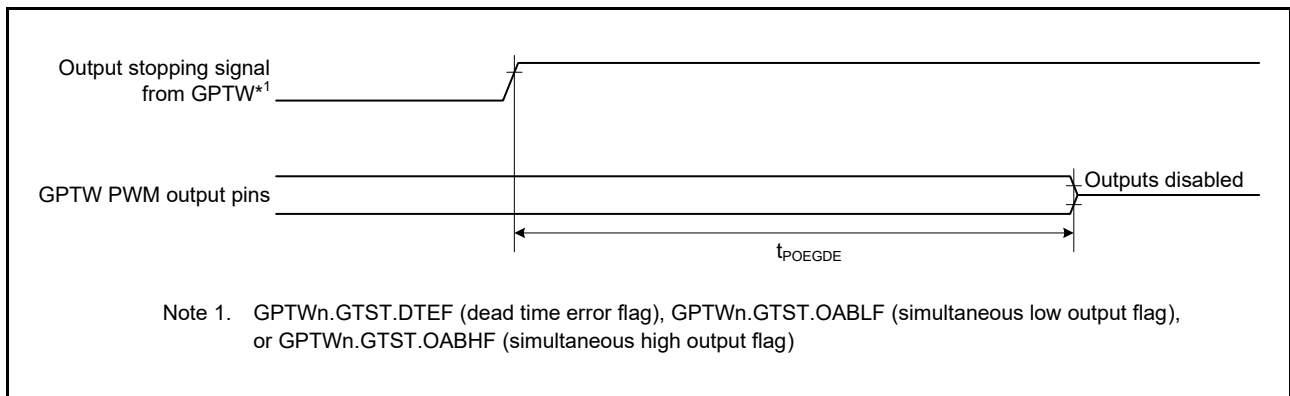 Output stopping signal
from GPTW*1
GPTW PWM output pins
Outputs disabled
tPOEGDE
Note 1. GPTWn.GTST.DTEF (dead time error flag), GPTWn.GTST.OABLF (simultaneous low output flag),
or GPTWn.GTST.OABHF (simultaneous high output flag)